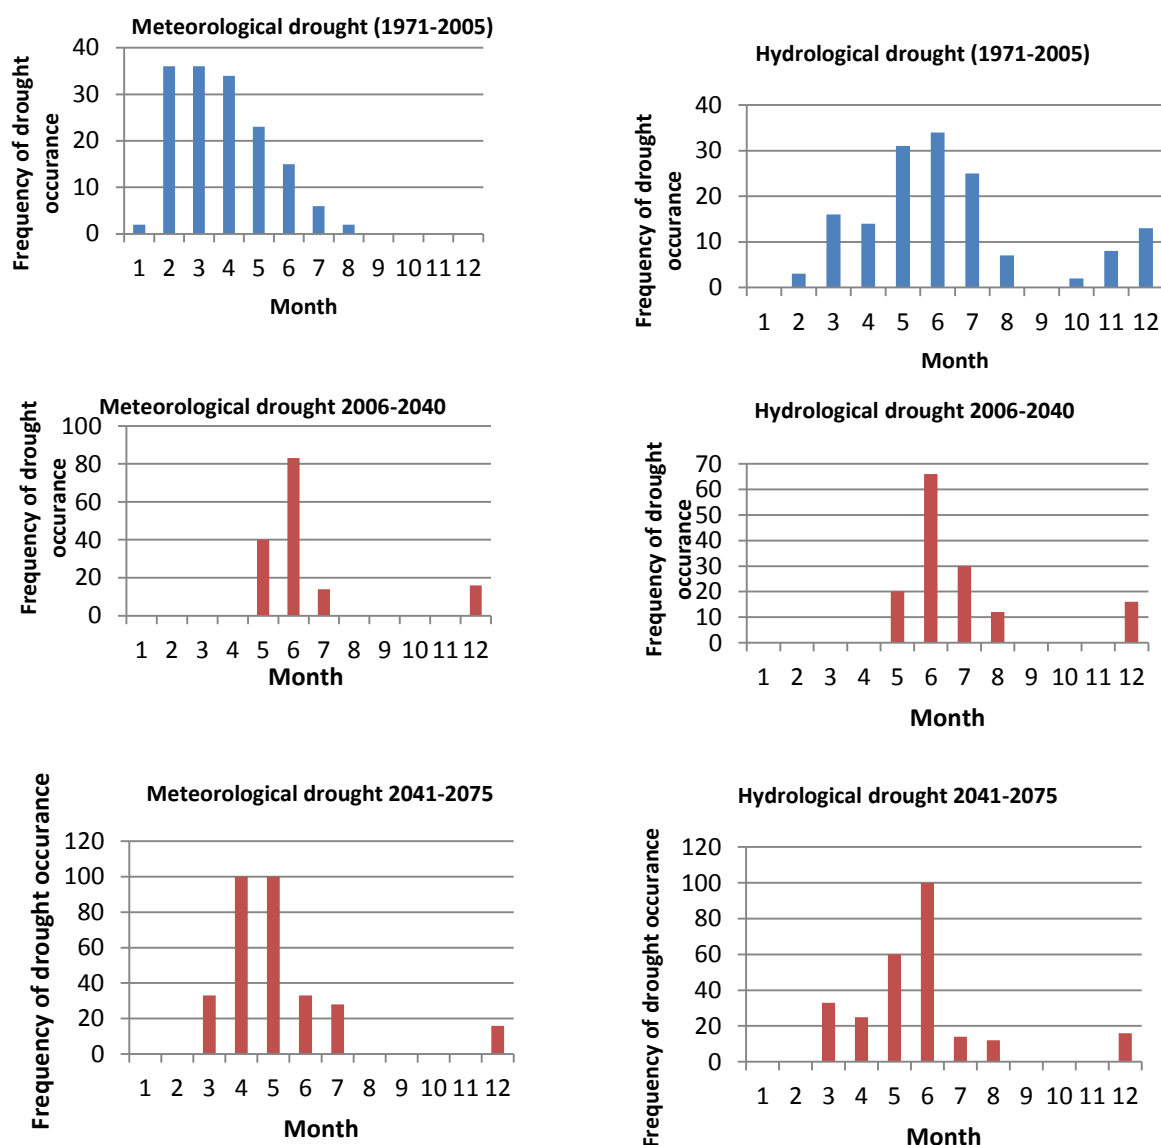 Meteorological drought (1971-2005)
Frequency of drought
occurance
40
30
20
10
0
1 2 3 4 5 6 7 8 9 10 11 12
Month
Hydrological drought (1971-2005)
Frequency of drought
occurance
40
30
20
10
0
1 2 3 4 5 6 7 8 9 10 11 12
Month
Meteorological drought 2006-2040
Frequency of drought
occurance
100
80
60
40
20
0
1 2 3 4 5 6 7 8 9 10 11 12
Month
Hydrological drought 2006-2040
Frequency of drought
occurance
70
60
50
40
30
20
10
0
1 2 3 4 5 6 7 8 9 10 11 12
Month
Meteorological drought 2041-2075
Frequency of drought occurance
120
100
80
60
40
20
0
1 2 3 4 5 6 7 8 9 10 11 12
Month
Hydrological drought 2041-2075
Frequency of drought occurance
120
100
80
60
40
20
0
1 2 3 4 5 6 7 8 9 10 11 12
Month